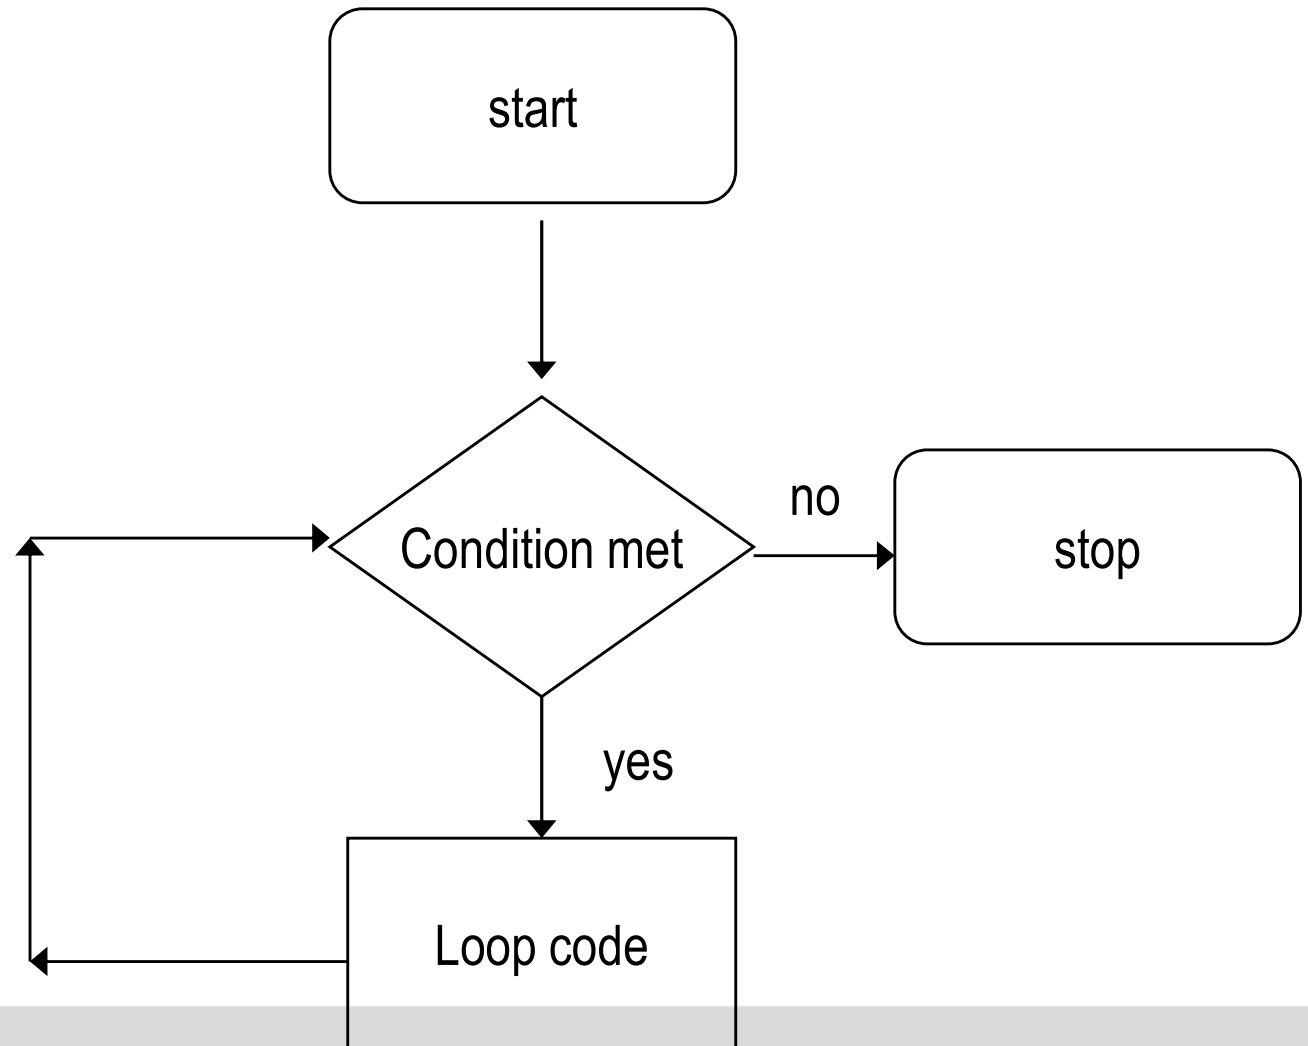 start
Condition met
no
stop
yes
Loop code